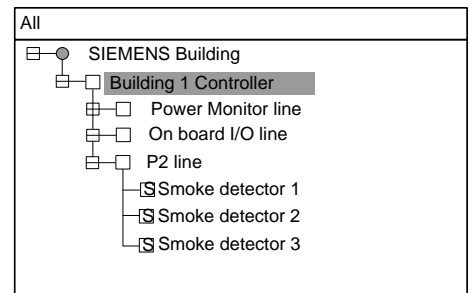 All
SIEMENS Building
Building 1 Controller
Power Monitor line
On board I/O line
P2 line
S Smoke detector 1
S Smoke detector 2
S Smoke detector 3